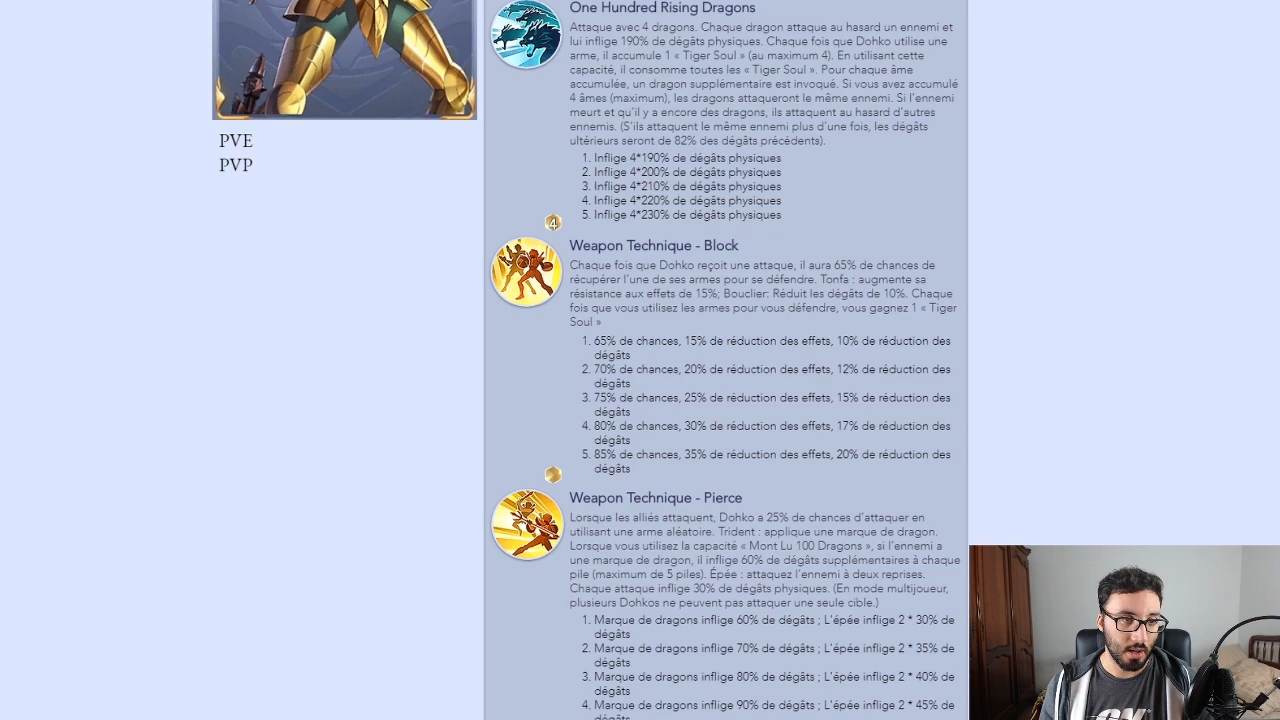 One Hundred Rising Dragons
Attaque avec 4 dragons. Chaque dragon attaque au hasard un ennemi et
lui inflige 190% de dégâts physiques. Chaque fois que Dohko utilise une
arme, il accumule 1 « Tiger Soul » (au maximum 4). En utilisant cette
capacité, il consomme toutes les « Tiger Soul ». Pour chaque âme
accumulée, un dragon supplémentaire est invoqué. Si vous avez accumulé
4 âmes (maximum), les dragons attaqueront le même ennemi. Si l'ennemi
meurt et qu'il y a encore des dragons, ils attaquent au hasard d'autres
ennemis. (S'ils attaquent le même ennemi plus d'une fois, les dégâts
ultérieurs seront de 82% des dégâts précédents).
PVE
PVP
1. Inflige 4*190% de dégâts physiques
2. Inflige 4*200% de dégâts physiques
3. Inflige 4*210% de dégâts physiques
4. Inflige 4*220% de dégâts physiques
5. Inflige 4*230% de dégâts physiques
4
Weapon Technique - Block
Chaque fois que Dohko reçoit une attaque, il aura 65% de chances de
récupérer l'une de ses armes pour se défendre. Tonfa : augmente sa
résistance aux effets de 15%; Bouclier: Réduit les dégâts de 10%. Chaque
fois que vous utilisez les armes pour vous défendre, vous gagnez 1 « Tiger
Soul »
1. 65% de chances, 15% de réduction des effets, 10% de réduction des
dégâts
2. 70% de chances, 20% de réduction des effets, 12% de réduction des
dégâts
3. 75% de chances, 25% de réduction des effets, 15% de réduction des
dégâts
4. 80% de chances, 30% de réduction des effets, 17% de réduction des
dégâts
5. 85% de chances, 35% de réduction des effets, 20% de réduction des
dégâts
Weapon Technique - Pierce
Lorsque les alliés attaquent, Dohko a 25% de chances d'attaquer en
utilisant une arme aléatoire. Trident : applique une marque de dragon.
Lorsque vous utilisez la capacité « Mont Lu 100 Dragons », si l'ennemi a
une marque de dragon, il inflige 60% de dégâts supplémentaires à chaque
pile (maximum de 5 piles). Épée : attaquez l'ennemi à deux reprises.
Chaque attaque inflige 30% de dégâts physiques. (En mode multijoueur,
plusieurs Dohkos ne peuvent pas attaquer une seule cible.)
1. Marque de dragons inflige 60% de dégâts ; L'épée inflige 2 * 30% de
dégâts
2. Marque de dragons inflige 70% de dégâts ; L'épée inflige 2 * 35% de
dégâts
3. Marque de dragons inflige 80% de dégâts ; L'épée inflige 2 * 40% de
dégâts
4. Marque de dragons inflige 90% de dégâts ; L'épée inflige 2 * 45% de
dégâts